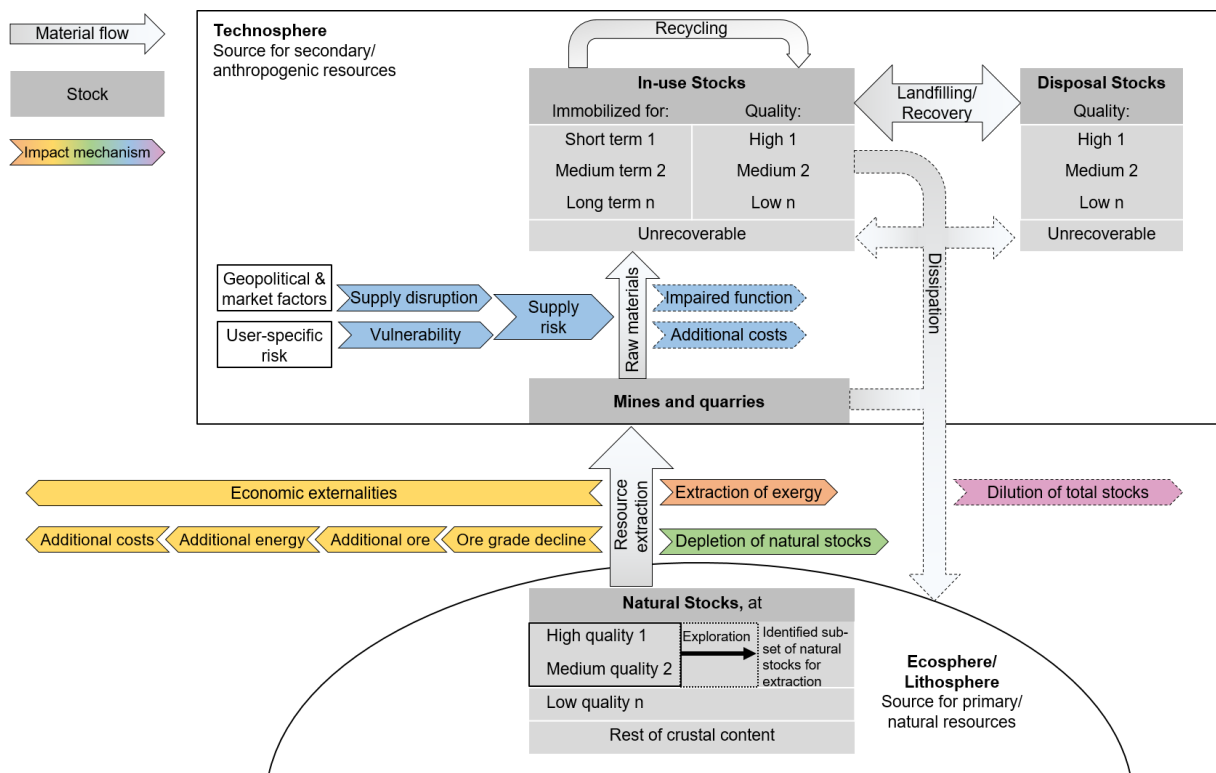 Material flow
Stock
Impact mechanism
Technosphere
Source for secondary/
anthropogenic resources
Recycling
In-use Stocks
Immobilized for:
Quality:
Short term 1
High 1
Medium term 2
Medium 2
Long term n
Low n
Unrecoverable
Landfilling/
Recovery
Disposal Stocks
Quality:
High 1
Medium 2
Low n
Unrecoverable
Dissipation
Geopolitical &
market factors
User-specific
risk
Supply disruption
Vulnerability
Supply
risk
Raw materials
Impaired function
Additional costs
Mines and quarries
Economic externalities
Additional costs
Additional energy
Additional ore
Ore grade decline
Resource
extraction
Extraction of exergy
Depletion of natural stocks
Dilution of total stocks
Natural Stocks, at
High quality 1
Medium quality 2
Exploration
Identified sub-
set of natural
stocks for
extraction
Low quality n
Rest of crustal content
Ecosphere/
Lithosphere
Source for primary/
natural resources